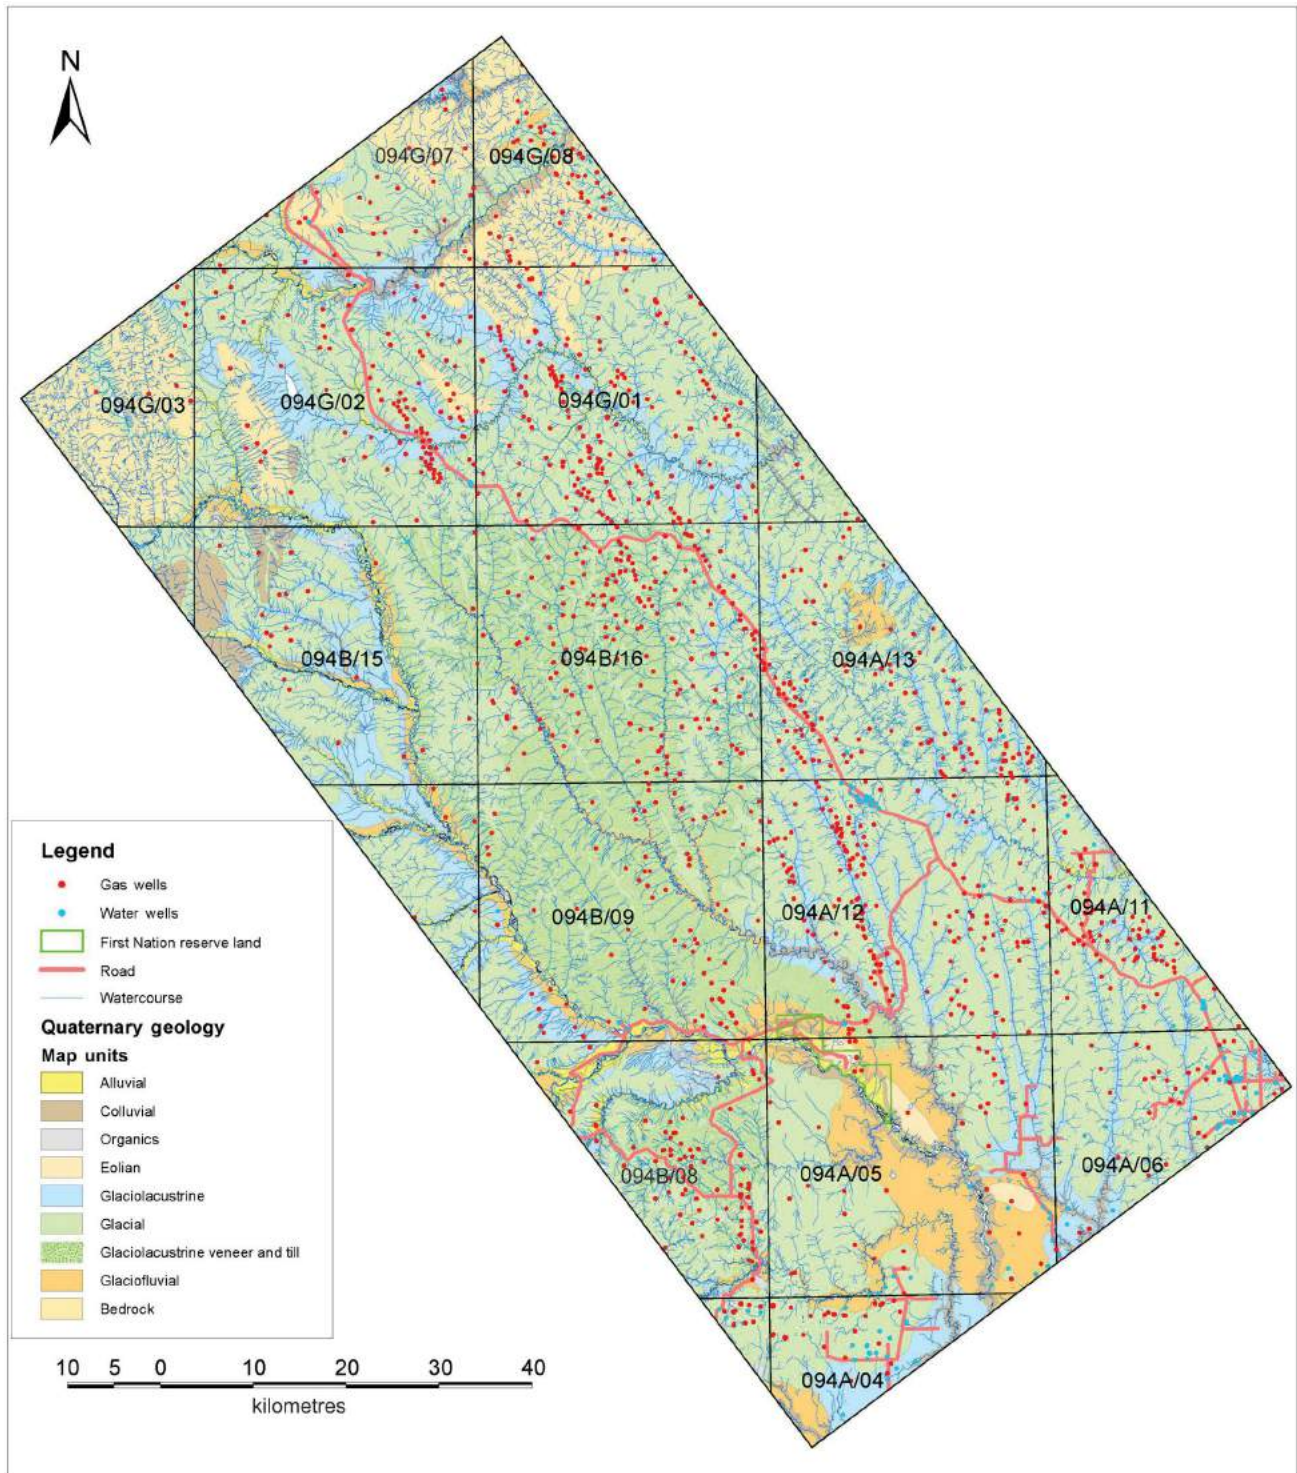 N
094G/07
094G/08
094G/03
094G/02
094G/01
094B/15
094B/16
094A/13
094B/09
094A/12
094A/11
094B/08
094A/05
094A/06
094A/04
Legend
Gas wells
Water wells
First Nation reserve land
Road
Watercourse
Quaternary geology
Map units
Alluvial
Colluvial
Organics
Eolian
Glaciolacustrine
Glacial
Glaciolacustrine veneer and till
Glaciofluvial
Bedrock
10 5 0 10 20 30 40
kilometres